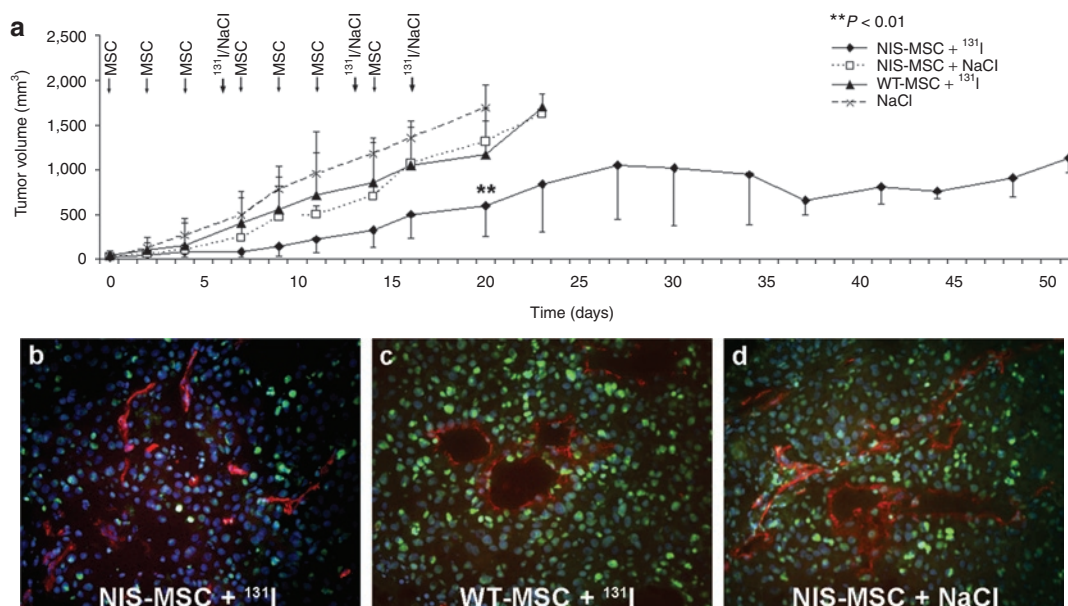 a
MSC
MSC
MSC
¹³¹I/NaCl
MSC
MSC
MSC
¹³¹I/NaCl
MSC
¹³¹I/NaCl
**P < 0.01
NIS-MSC + ¹³¹I
NIS-MSC + NaCl
WT-MSC + ¹³¹I
NaCl
Tumor volume (mm³)
2,500
2,000
1,500
1,000
500
0
**
0 5 10 15 20 25 30 35 40 45 50
Time (days)
b
NIS-MSC + ¹³¹I
c
WT-MSC + ¹³¹I
d
NIS-MSC + NaCl